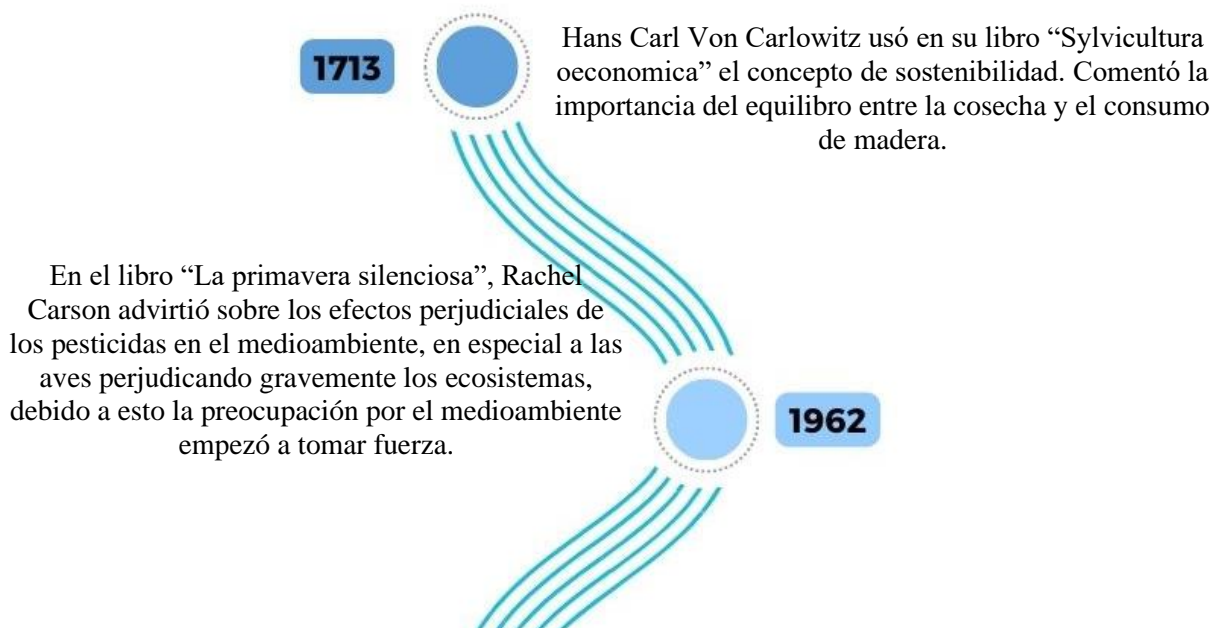 1713
Hans Carl Von Carlowitz usó en su libro “Sylvicultura
oeconomica” el concepto de sostenibilidad. Comentó la
importancia del equilibro entre la cosecha y el consumo
de madera.
En el libro “La primavera silenciosa”, Rachel
Carson advirtió sobre los efectos perjudiciales de
los pesticidas en el medioambiente, en especial a las
aves perjudicando gravemente los ecosistemas,
debido a esto la preocupación por el medioambiente
empezó a tomar fuerza.
1962